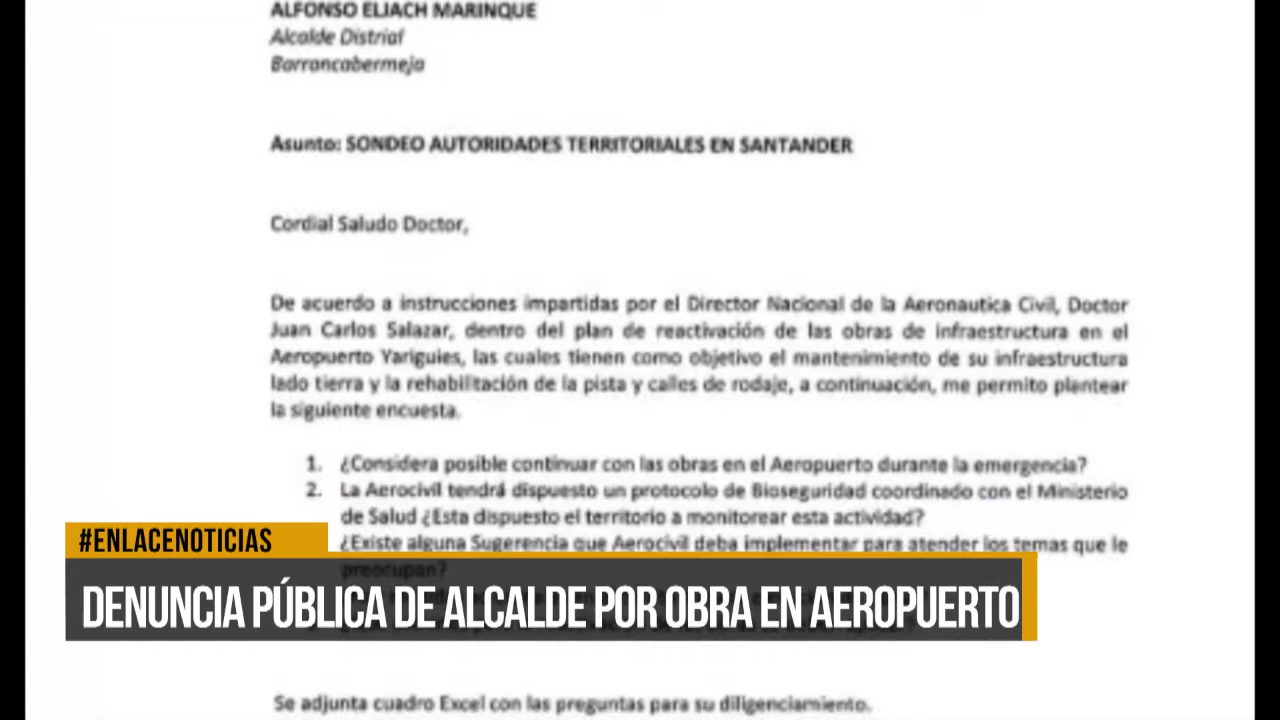 ALFONSO ELIACH MARINQUE
Alcalde Distrial
Barrancabermeja
Asunto: SONDEO AUTORIDADES TERRITORIALES EN SANTANDER
Cordial Saludo Doctor,
De acuerdo a instrucciones impartidas por el Director Nacional de la Aeronautica Civil, Doctor
Juan Carlos Salazar, dentro del plan de reactivación de las obras de infraestructura en el
Aeropuerto Yariguies, las cuales tienen como objetivo el mantenimiento de su infraestructura
lado tierra y la rehabilitación de la pista y calles de rodaje, a continuación, me permito plantear
la siguiente encuesta.
1. ¿Considera posible continuar con las obras en el Aeropuerto durante la emergencia?
2. La Aerocivil tendrá dispuesto un protocolo de Bioseguridad coordinado con el Ministerio
de Salud ¿Esta dispuesto el territorio a monitorear esta actividad?
¿Existe alguna Sugerencia que Aerocivil deba implementar para atender los temas que le
preocupan?
#ENLACENOTICIAS
DENUNCIA PÚBLICA DE ALCALDE POR OBRA EN AEROPUERTO
Se adjunta cuadro Excel con las preguntas para su diligenciamiento.